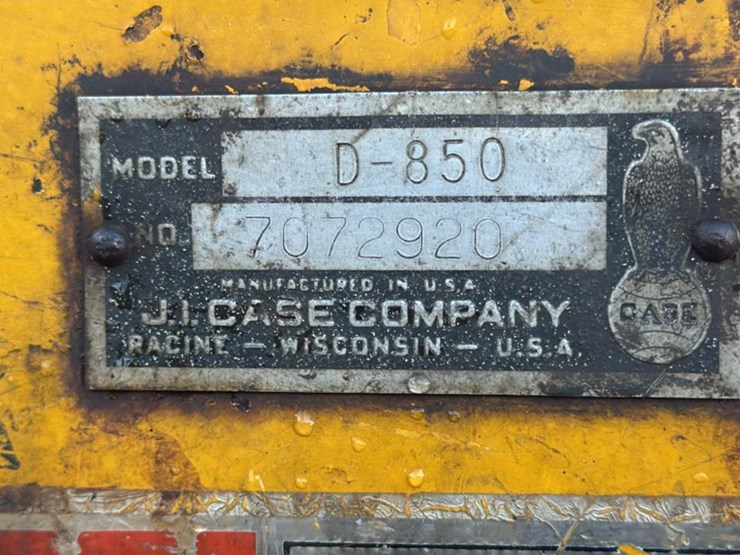 MODEL D-850
NO. 7072920
MANUFACTURED IN U.S.A.
J.I. CASE COMPANY
RACINE — WISCONSIN — U.S.A.
CASE